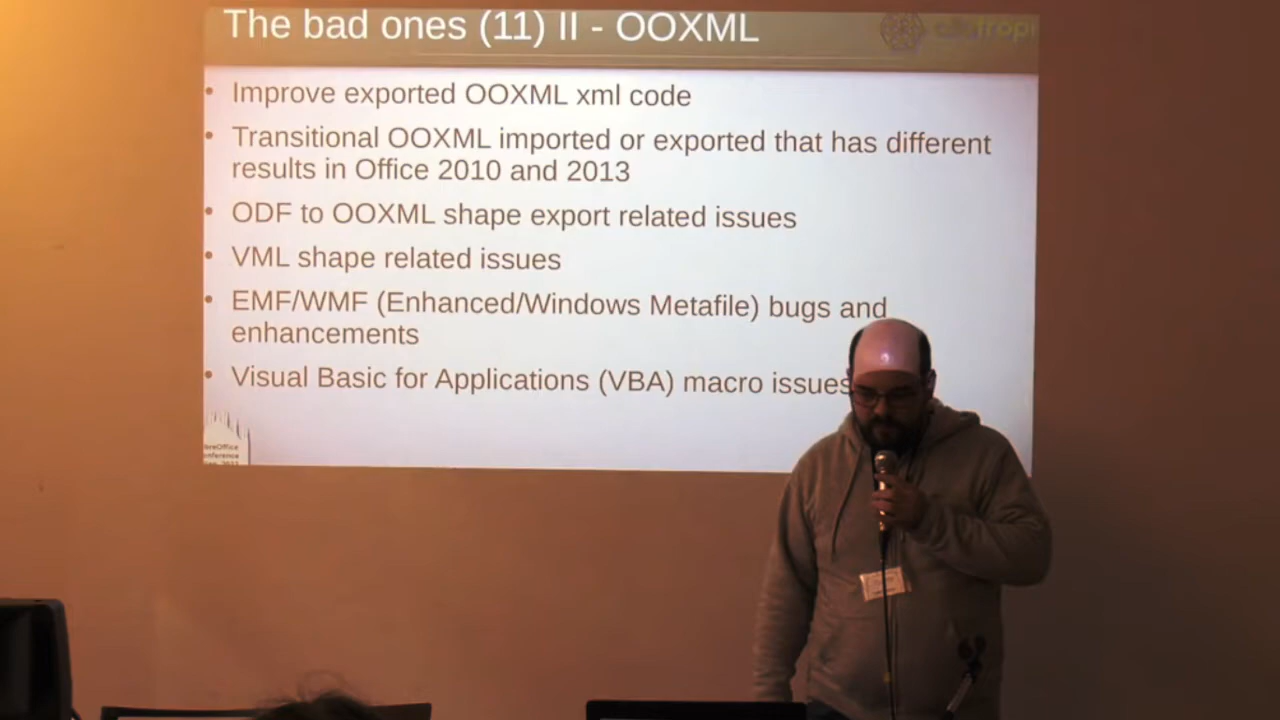 The bad ones (11) II - OOXML
• Improve exported OOXML xml code
• Transitional OOXML imported or exported that has different
results in Office 2010 and 2013
• ODF to OOXML shape export related issues
• VML shape related issues
• EMF/WMF (Enhanced/Windows Metafile) bugs and
enhancements
• Visual Basic for Applications (VBA) macro issues